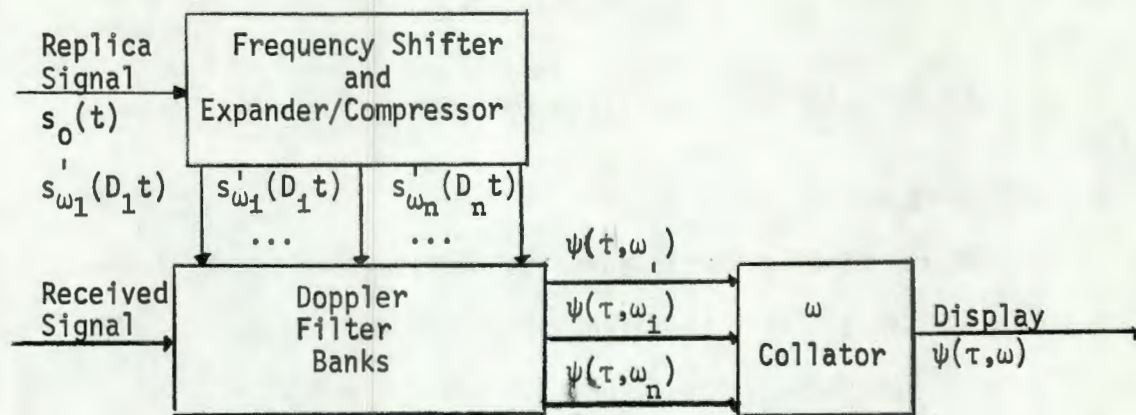 Replica
Signal
s_o(t)
Frequency Shifter
and
Expander/Compressor
s'_ω1(D_1t)
s'_ωi(D_it)
s'_ωn(D_nt)
...
...
Received
Signal
Doppler
Filter
Banks
ψ(τ,ω_1)
ψ(τ,ω_i)
ψ(τ,ω_n)
ω
Collator
Display
ψ(τ,ω)